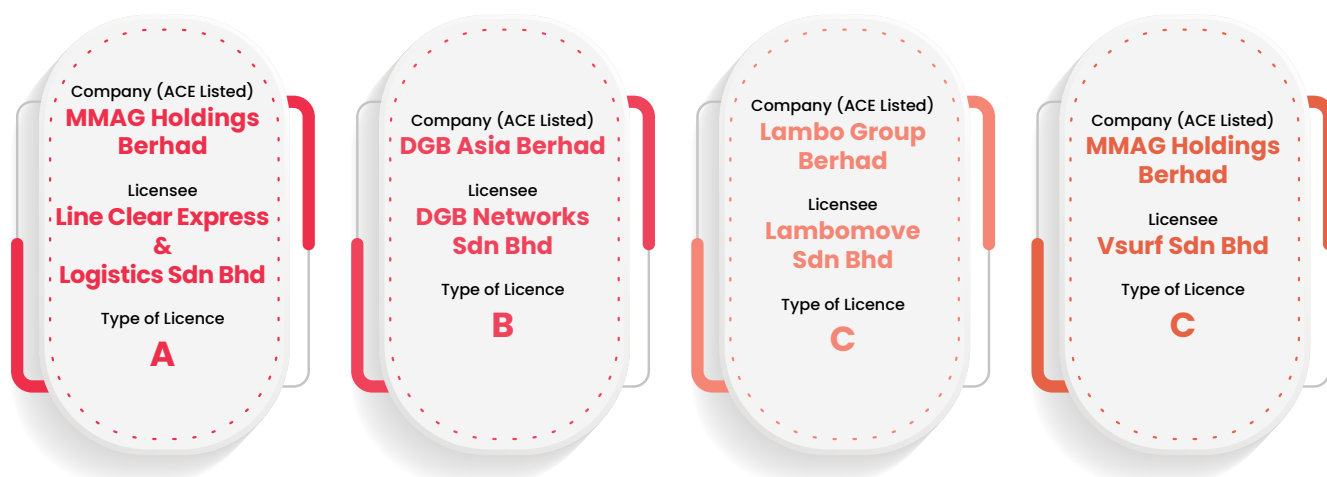 Company (ACE Listed)
MMAG Holdings
Berhad
Licensee
Line Clear Express
&
Logistics Sdn Bhd
Type of Licence
A
Company (ACE Listed)
DGB Asia Berhad
Licensee
DGB Networks
Sdn Bhd
Type of Licence
B
Company (ACE Listed)
Lambo Group
Berhad
Licensee
Lambomove
Sdn Bhd
Type of Licence
C
Company (ACE Listed)
MMAG Holdings
Berhad
Licensee
Vsurf Sdn Bhd
Type of Licence
C